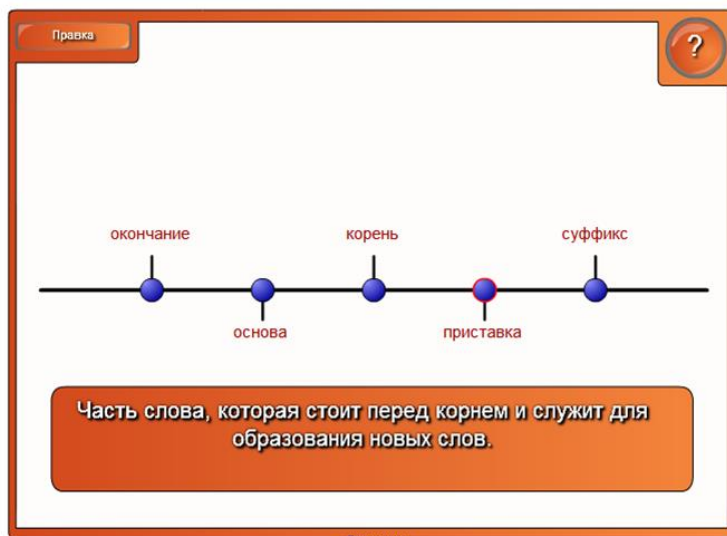 Правка
?
окончание
корень
суффикс
основа
приставка
Часть слова, которая стоит перед корнем и служит для
образования новых слов.